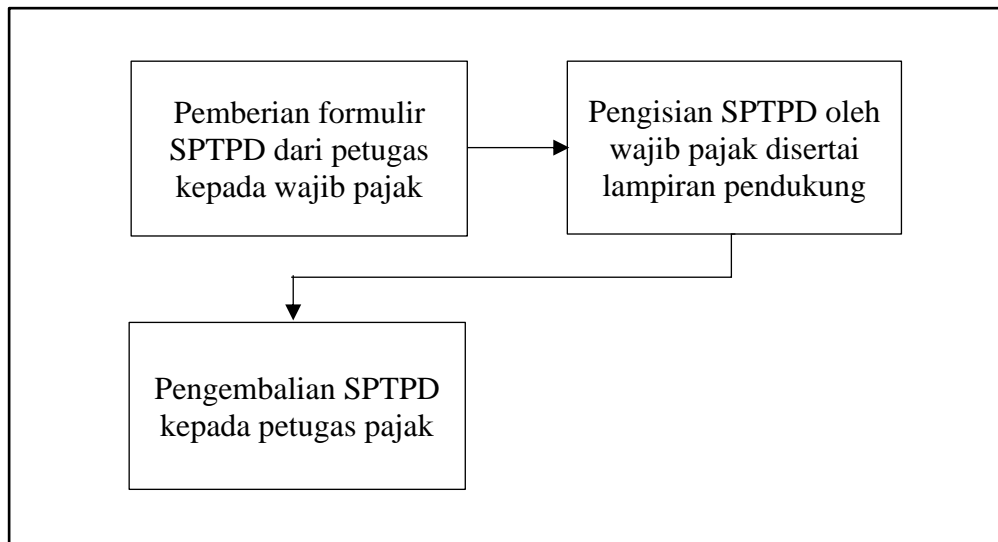 Pemberian formulir
SPTPD dari petugas
kepada wajib pajak
Pengisian SPTPD oleh
wajib pajak disertai
lampiran pendukung
Pengembalian SPTPD
kepada petugas pajak